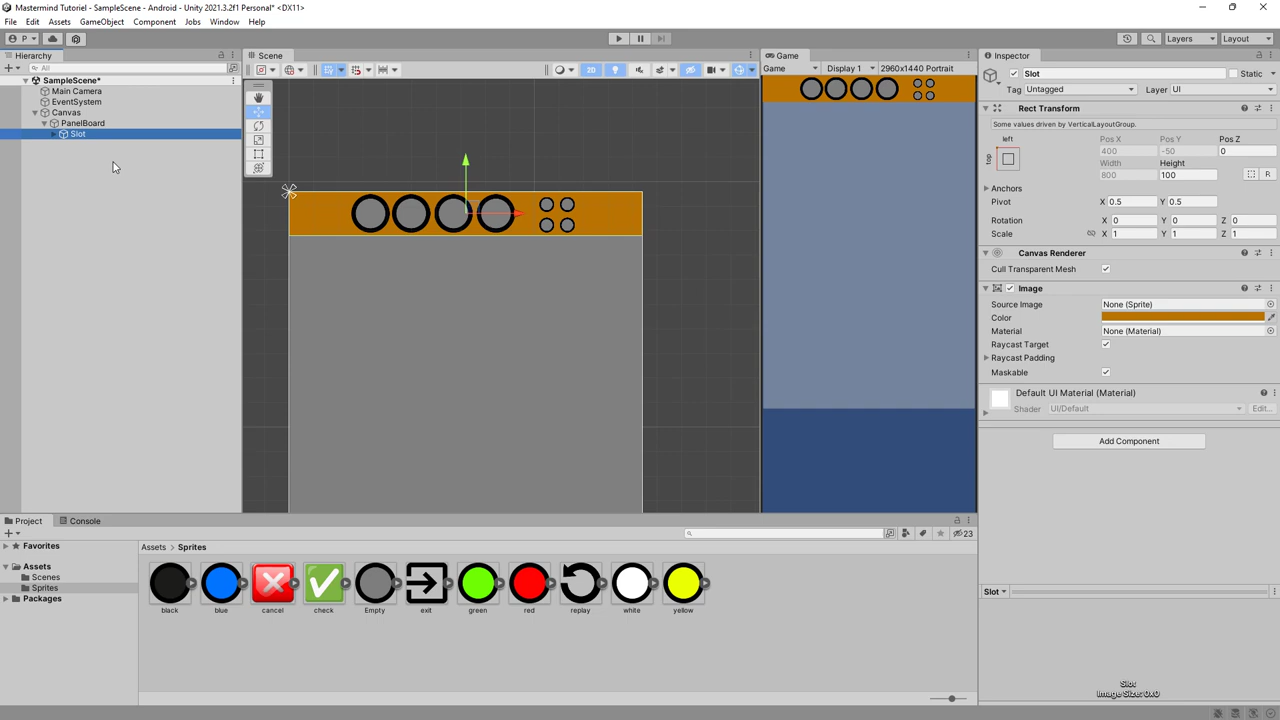 Mastermind Tutoriel - SampleScene - Android - Unity 2021.3.2f1 Personal* <DX11>
File Edit Assets GameObject Component Jobs Window Help
P Layers Layout
Hierarchy
All
SampleScene*
Main Camera
EventSystem
Canvas
PanelBoard
Slot
Scene
2D
Game
Game Display 1 2960x1440 Portrait
Inspector
Slot Static
Tag Untagged Layer UI
Rect Transform
Some values driven by VerticalLayoutGroup.
left Pos X Pos Y Pos Z
top 400 -50 0
Width Height
800 100 R
Anchors
Pivot X 0.5 Y 0.5
Rotation X 0 Y 0 Z 0
Scale X 1 Y 1 Z 1
Canvas Renderer
Cull Transparent Mesh
Image
Source Image None (Sprite)
Color
Material None (Material)
Raycast Target
Raycast Padding
Maskable
Default UI Material (Material)
Shader UI/Default Edit...
Add Component
Project Console
23
Favorites
Assets
Scenes
Sprites
Packages
Assets > Sprites
black blue cancel check Empty exit green red replay white yellow
Slot
Slot
Image Size: 0x0